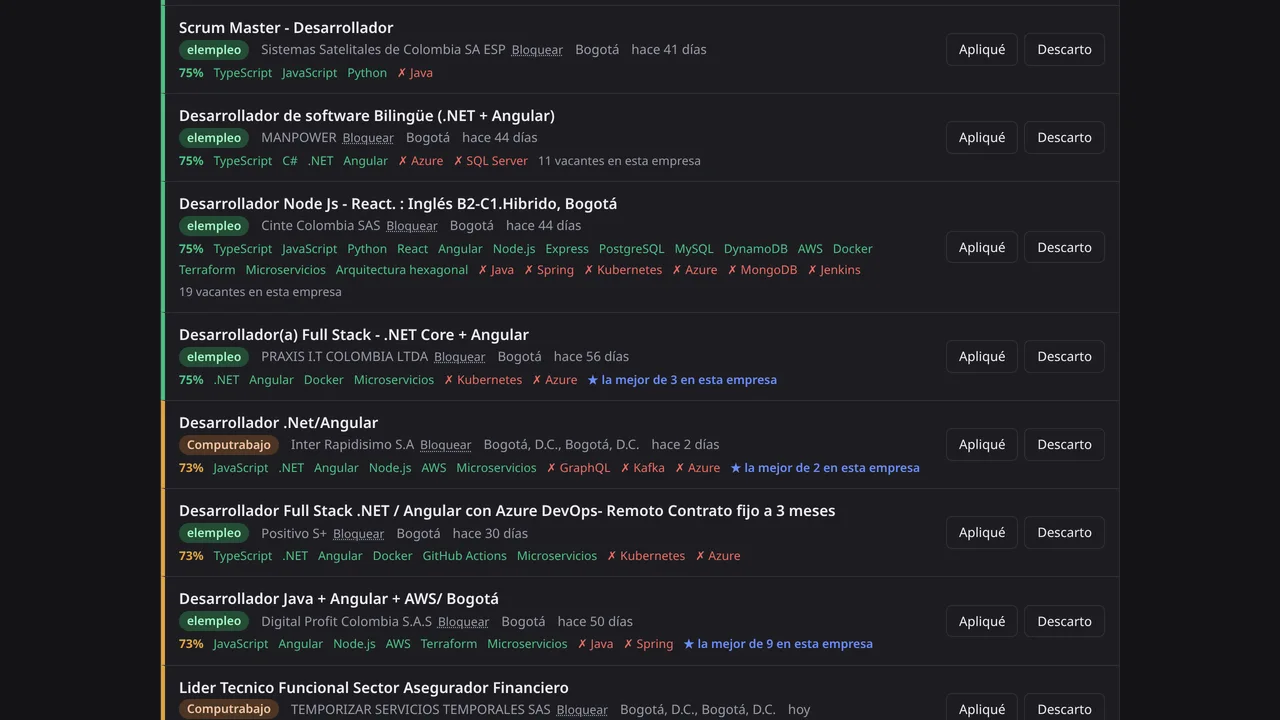 Scrum Master - Desarrollador
elempleo Sistemas Satelitales de Colombia SA ESP Bloquear Bogotá hace 41 días
Apliqué Descarto
75% TypeScript JavaScript Python ✗ Java
Desarrollador de software Bilingüe (.NET + Angular)
elempleo MANPOWER Bloquear Bogotá hace 44 días
Apliqué Descarto
75% TypeScript C# .NET Angular ✗ Azure ✗ SQL Server 11 vacantes en esta empresa
Desarrollador Node Js - React. : Inglés B2-C1.Hibrido, Bogotá
elempleo Cinte Colombia SAS Bloquear Bogotá hace 44 días
75% TypeScript JavaScript Python React Angular Node.js Express PostgreSQL MySQL DynamoDB AWS Docker
Apliqué Descarto
Terraform Microservicios Arquitectura hexagonal ✗ Java ✗ Spring ✗ Kubernetes ✗ Azure ✗ MongoDB ✗ Jenkins
19 vacantes en esta empresa
Desarrollador(a) Full Stack - .NET Core + Angular
elempleo PRAXIS I.T COLOMBIA LTDA Bloquear Bogotá hace 56 días
Apliqué Descarto
75% .NET Angular Docker Microservicios ✗ Kubernetes ✗ Azure ★ la mejor de 3 en esta empresa
Desarrollador .Net/Angular
Computrabajo Inter Rapidisimo S.A Bloquear Bogotá, D.C., Bogotá, D.C. hace 2 días
Apliqué Descarto
73% JavaScript .NET Angular Node.js AWS Microservicios ✗ GraphQL ✗ Kafka ✗ Azure ★ la mejor de 2 en esta empresa
Desarrollador Full Stack .NET / Angular con Azure DevOps- Remoto Contrato fijo a 3 meses
elempleo Positivo S+ Bloquear Bogotá hace 30 días
Apliqué Descarto
73% TypeScript .NET Angular Docker GitHub Actions Microservicios ✗ Kubernetes ✗ Azure
Desarrollador Java + Angular + AWS/ Bogotá
elempleo Digital Profit Colombia S.A.S Bloquear Bogotá hace 50 días
Apliqué Descarto
73% JavaScript Angular Node.js AWS Terraform Microservicios ✗ Java ✗ Spring ★ la mejor de 9 en esta empresa
Lider Tecnico Funcional Sector Asegurador Financiero
Computrabajo TEMPORIZAR SERVICIOS TEMPORALES SAS Bloquear Bogotá, D.C., Bogotá, D.C. hoy
Apliqué Descarto